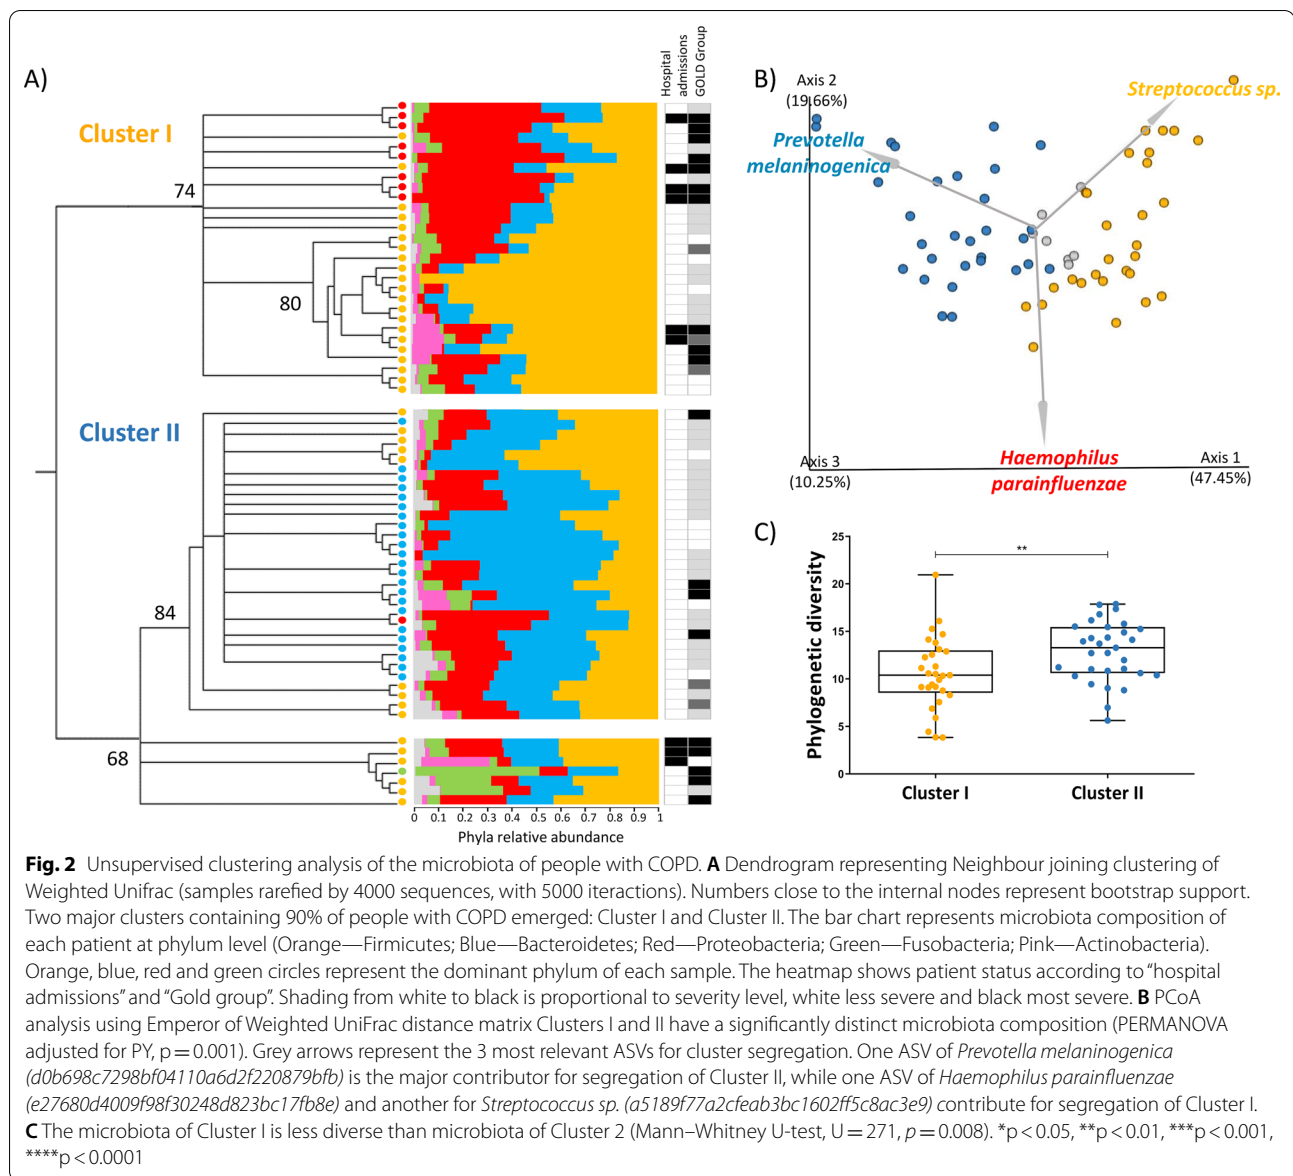 A)
Hospital
admissions
GOLD Group
Cluster I
74
80
Cluster II
84
68
0 0.1 0.2 0.3 0.4 0.5 0.6 0.7 0.8 0.9 1
Phyla relative abundance
B)
Axis 2
(19.66%)
Streptococcus sp.
Prevotella
melaninogenica
Axis 3
(10.25%)
Haemophilus
parainfluenzae
Axis 1
(47.45%)
C)
25
20
15
10
5
0
Phylogenetic diversity
**
Cluster I
Cluster II
Fig. 2 Unsupervised clustering analysis of the microbiota of people with COPD. A Dendrogram representing Neighbour joining clustering of
Weighted Unifrac (samples rarefied by 4000 sequences, with 5000 iteractions). Numbers close to the internal nodes represent bootstrap support.
Two major clusters containing 90% of people with COPD emerged: Cluster I and Cluster II. The bar chart represents microbiota composition of
each patient at phylum level (Orange—Firmicutes; Blue—Bacteroidetes; Red—Proteobacteria; Green—Fusobacteria; Pink—Actinobacteria).
Orange, blue, red and green circles represent the dominant phylum of each sample. The heatmap shows patient status according to “hospital
admissions” and “Gold group”. Shading from white to black is proportional to severity level, white less severe and black most severe. B PCoA
analysis using Emperor of Weighted UniFrac distance matrix Clusters I and II have a significantly distinct microbiota composition (PERMANOVA
adjusted for PY, p = 0.001). Grey arrows represent the 3 most relevant ASVs for cluster segregation. One ASV of Prevotella melaninogenica
(d0b698c7298bf04110a6d2f220879bfb) is the major contributor for segregation of Cluster II, while one ASV of Haemophilus parainfluenzae
(e27680d4009f98f30248d823bc17fb8e) and another for Streptococcus sp. (a5189f77a2cfeab3bc1602ff5c8ac3e9) contribute for segregation of Cluster I.
C The microbiota of Cluster I is less diverse than microbiota of Cluster 2 (Mann–Whitney U-test, U = 271, p = 0.008). *p < 0.05, **p < 0.01, ***p < 0.001,
****p < 0.0001